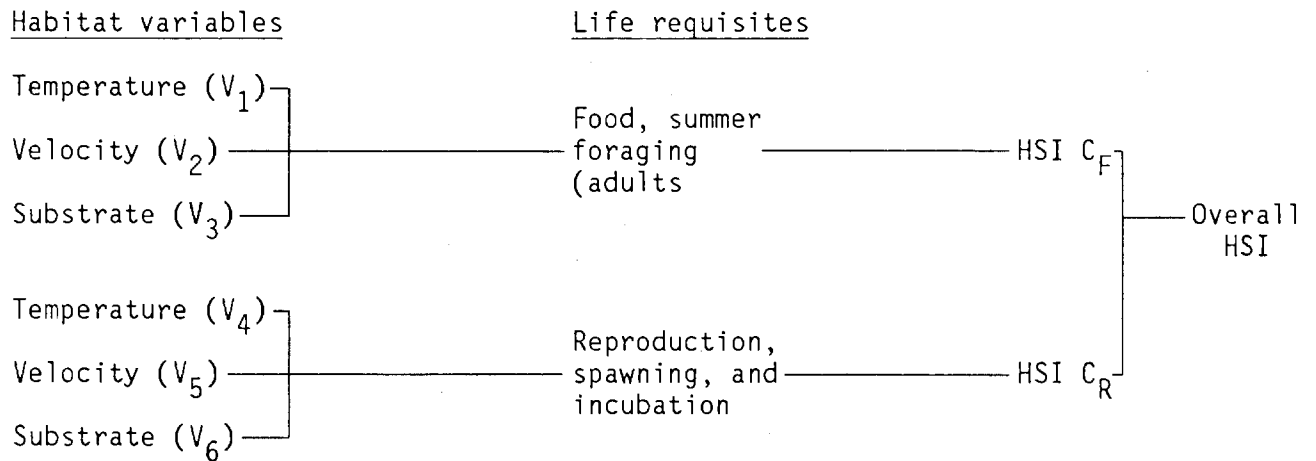 Habitat variables
Life requisites
Temperature (V1)
Velocity (V2)
Substrate (V3)
Food, summer
foraging
(adults
HSI CF
Overall
HSI
Temperature (V4)
Velocity (V5)
Substrate (V6)
Reproduction,
spawning, and
incubation
HSI CR